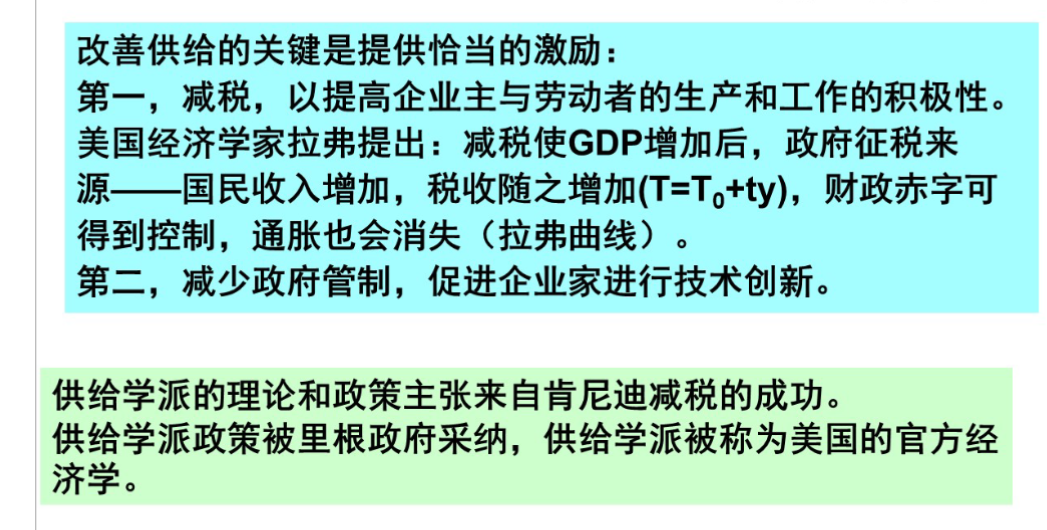 改善供给的关键是提供恰当的激励：
第一，减税，以提高企业主与劳动者的生产和工作的积极性。
美国经济学家拉弗提出：减税使GDP增加后，政府征税来
源——国民收入增加，税收随之增加(T=T₀+ty)，财政赤字可
得到控制，通胀也会消失（拉弗曲线）。
第二，减少政府管制，促进企业家进行技术创新。
供给学派的理论和政策主张来自肯尼迪减税的成功。
供给学派政策被里根政府采纳，供给学派被称为美国的官方经
济学。